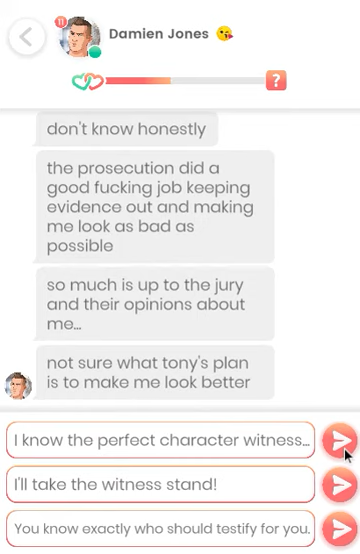 Damien Jones
?
don't know honestly
the prosecution did a
good fucking job keeping
evidence out and making
me look as bad as
possible
so much is up to the jury
and their opinions about
me...
not sure what tony's plan
is to make me look better
I know the perfect character witness...
I'll take the witness stand!
You know exactly who should testify for you.